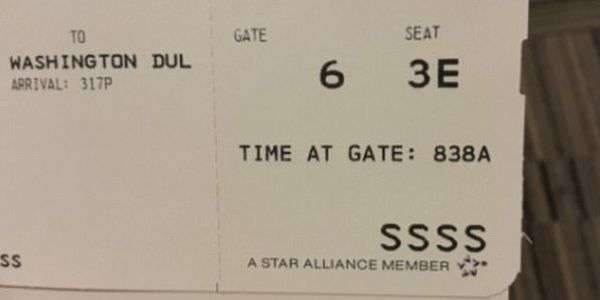 TO
WASHINGTON DUL
ARRIVAL: 317P
SS
GATE SEAT
6 3E
TIME AT GATE: 838A
SSSS
A STAR ALLIANCE MEMBER